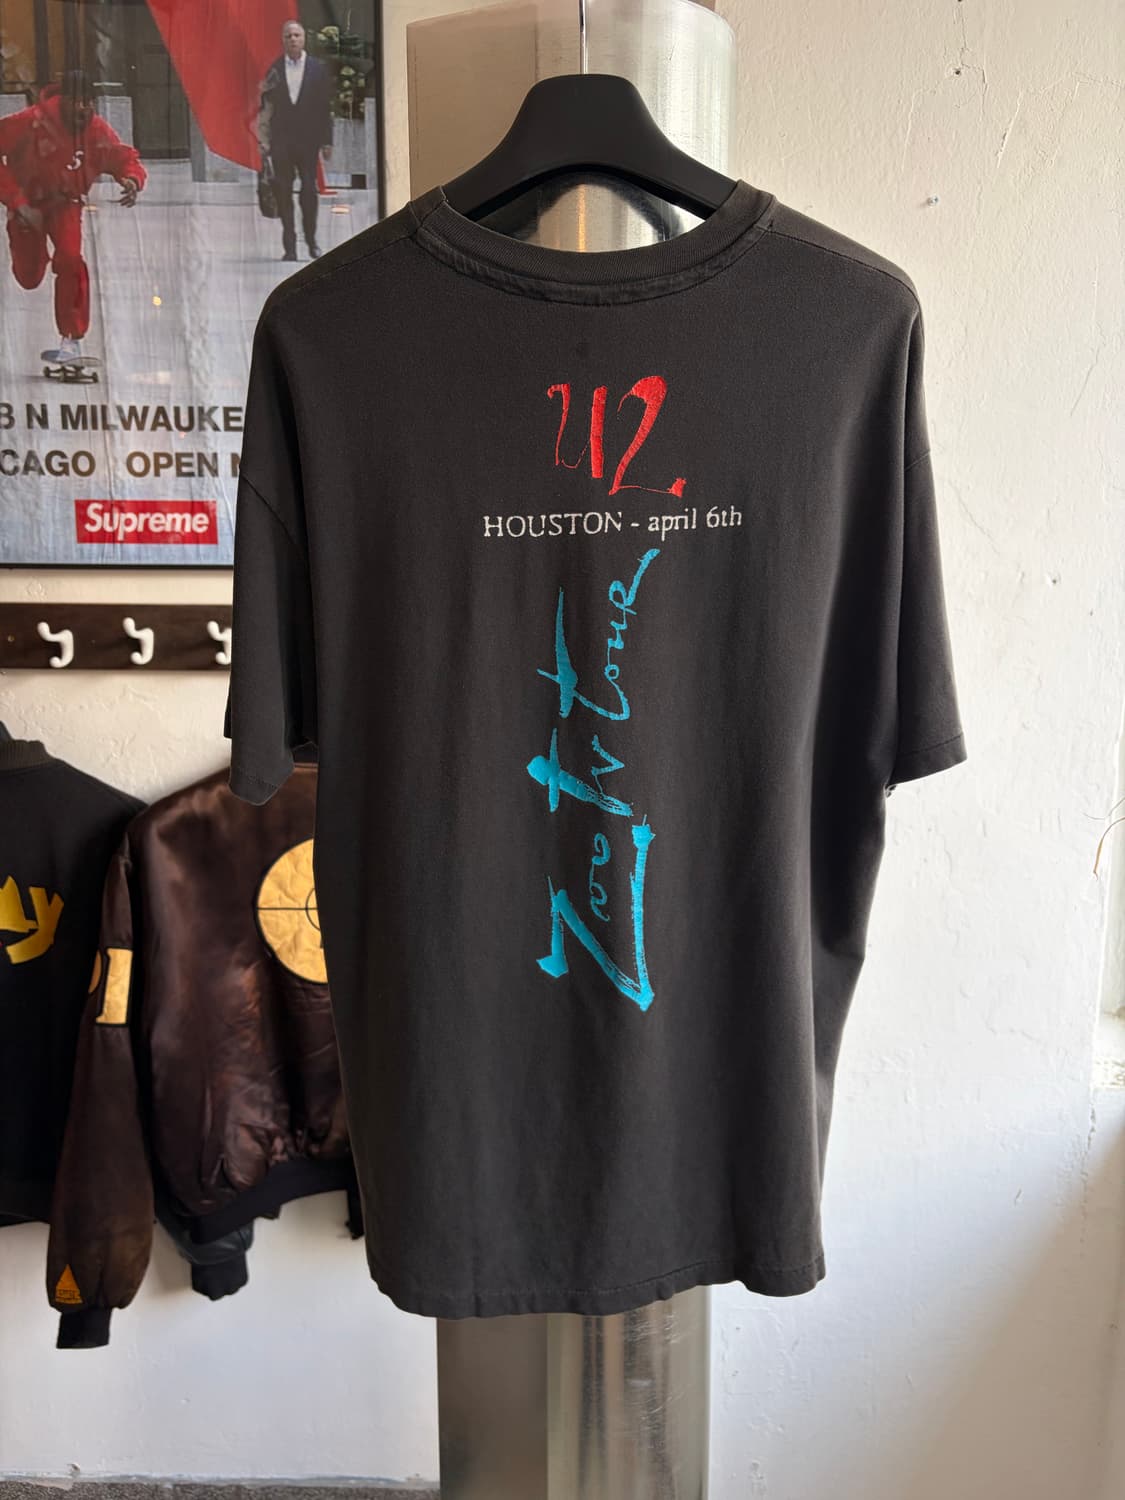 U2
HOUSTON - april 6th
Zoo TV tour
N MILWAUKE
CAGO OPEN
Supreme